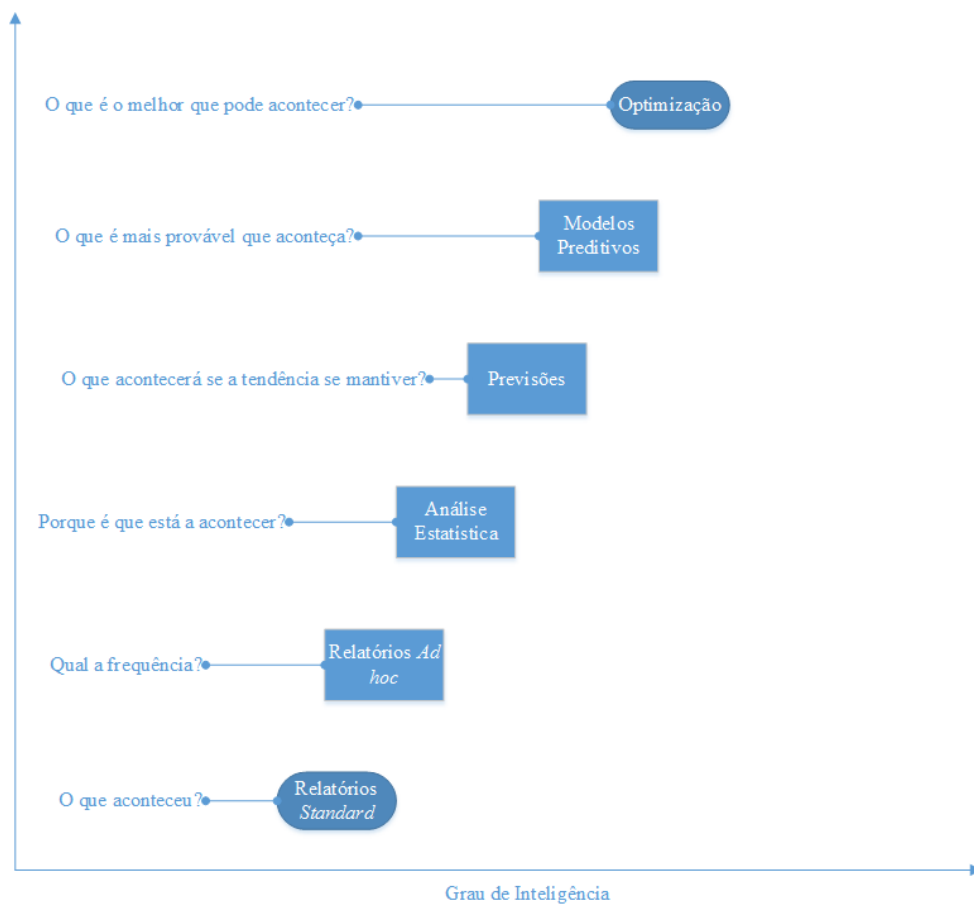 O que é o melhor que pode acontecer?
Optimização
O que é mais provável que aconteça?
Modelos
Preditivos
O que acontecerá se a tendência se mantiver?
Previsões
Porque é que está a acontecer?
Análise
Estatistica
Qual a frequência?
Relatórios Ad
hoc
O que aconteceu?
Relatórios
Standard
Grau de Inteligência